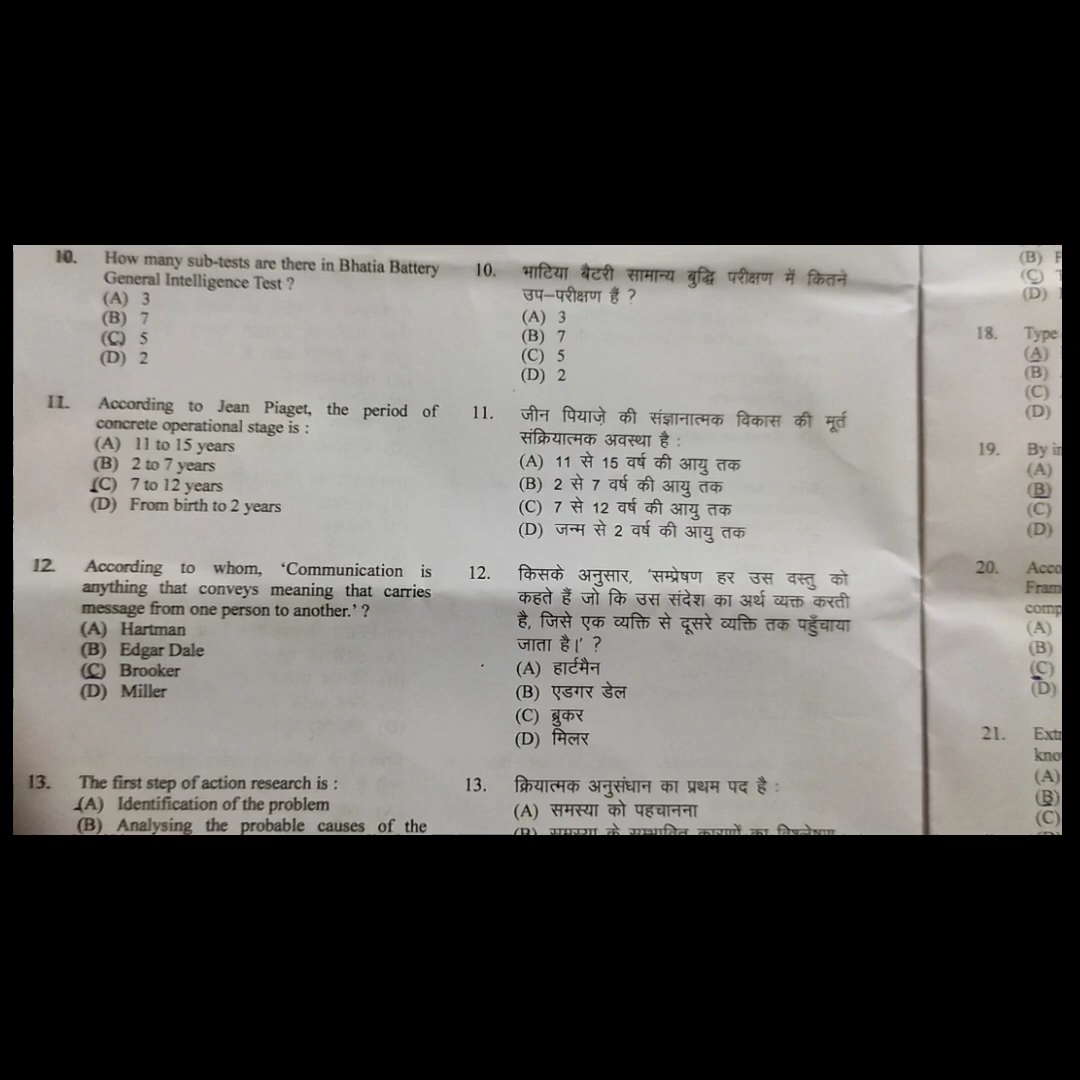 10. How many sub-tests are there in Bhatia Battery
General Intelligence Test ?
(A) 3
(B) 7
(C) 5
(D) 2
11. According to Jean Piaget, the period of
concrete operational stage is :
(A) 11 to 15 years
(B) 2 to 7 years
(C) 7 to 12 years
(D) From birth to 2 years
12. According to whom, ‘Communication is
anything that conveys meaning that carries
message from one person to another.’ ?
(A) Hartman
(B) Edgar Dale
(C) Brooker
(D) Miller
13. The first step of action research is :
(A) Identification of the problem
(B) Analysing the probable causes of the
10. भाटिया बैटरी सामान्य बुद्धि परीक्षण में कितने
उप–परीक्षण हैं ?
(A) 3
(B) 7
(C) 5
(D) 2
11. जीन पियाज़े की संज्ञानात्मक विकास की मूर्त
संक्रियात्मक अवस्था है :
(A) 11 से 15 वर्ष की आयु तक
(B) 2 से 7 वर्ष की आयु तक
(C) 7 से 12 वर्ष की आयु तक
(D) जन्म से 2 वर्ष की आयु तक
12. किसके अनुसार, ‘सम्प्रेषण हर उस वस्तु को
कहते हैं जो कि उस संदेश का अर्थ व्यक्त करती
है, जिसे एक व्यक्ति से दूसरे व्यक्ति तक पहुँचाया
जाता है।’ ?
(A) हार्टमैन
(B) एडगर डेल
(C) ब्रुकर
(D) मिलर
13. क्रियात्मक अनुसंधान का प्रथम पद है :
(A) समस्या को पहचानना
(B) समस्या के सम्भावित कारणों का विश्लेषण
(B)
(C)
(D)
18. Type
(A)
(B)
(C)
(D)
19. By
(A)
(B)
(C)
(D)
20.
(A)
(B)
(C)
(D)
21.
(A)
(B)
(C)